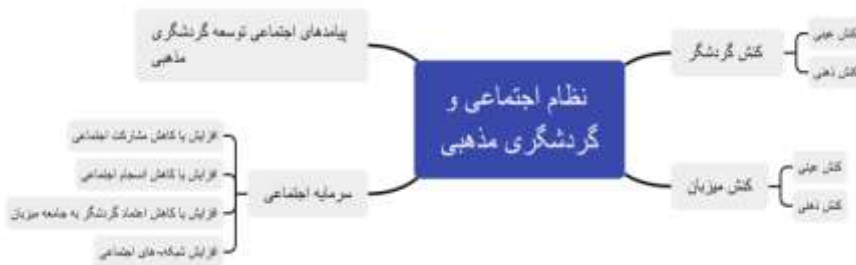 نظام اجتماعی و
گردشگری مذهبی
کنش گردشگر
کنش عینی
کنش ذهنی
کنش میزبان
کنش عینی
کنش ذهنی
پیامدهای اجتماعی توسعه گردشگری
مذهبی
سرمایه اجتماعی
افزایش یا کاهش مشارکت اجتماعی
افزایش یا کاهش انسجام اجتماعی
افزایش یا کاهش اعتماد گردشگر به جامعه میزبان
افزایش شبکه‌های اجتماعی